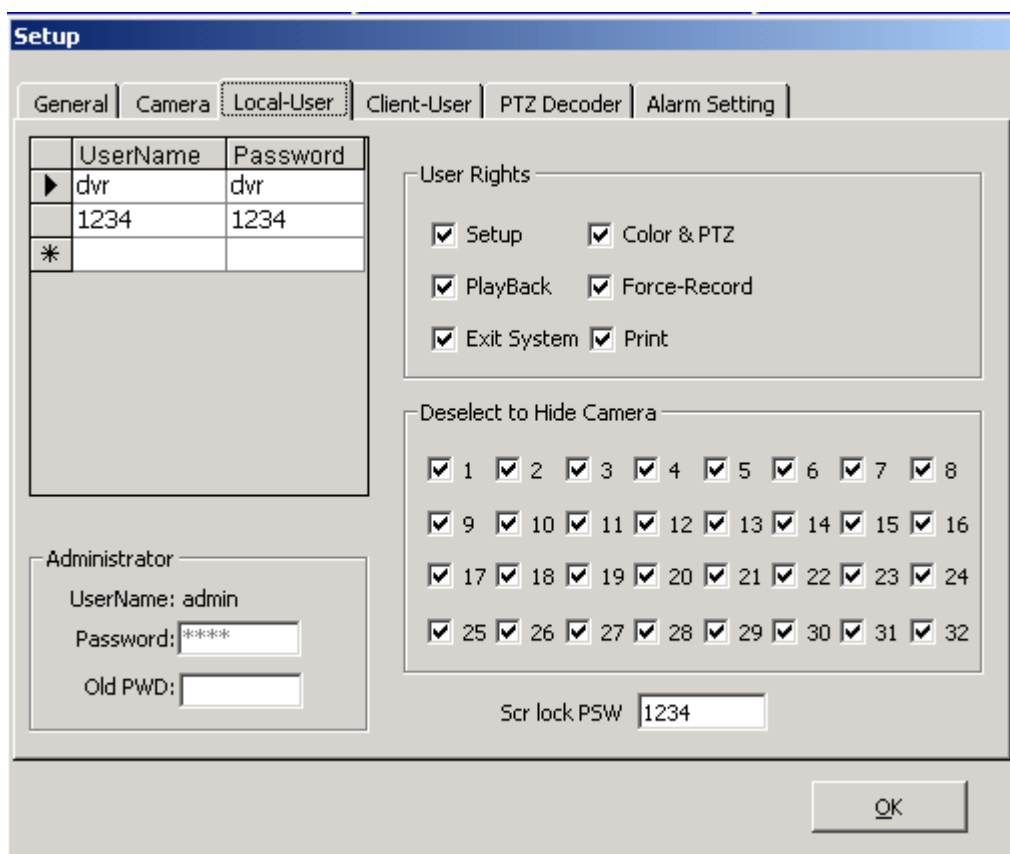 Setup
General Camera Local-User Client-User PTZ Decoder Alarm Setting
UserName Password
dvr dvr
1234 1234
User Rights
Setup Color & PTZ
PlayBack Force-Record
Exit System Print
Deselect to Hide Camera
1 2 3 4 5 6 7 8
9 10 11 12 13 14 15 16
17 18 19 20 21 22 23 24
25 26 27 28 29 30 31 32
Administrator
UserName: admin
Password: ****
Old PWD:
Scr lock PSW 1234
OK